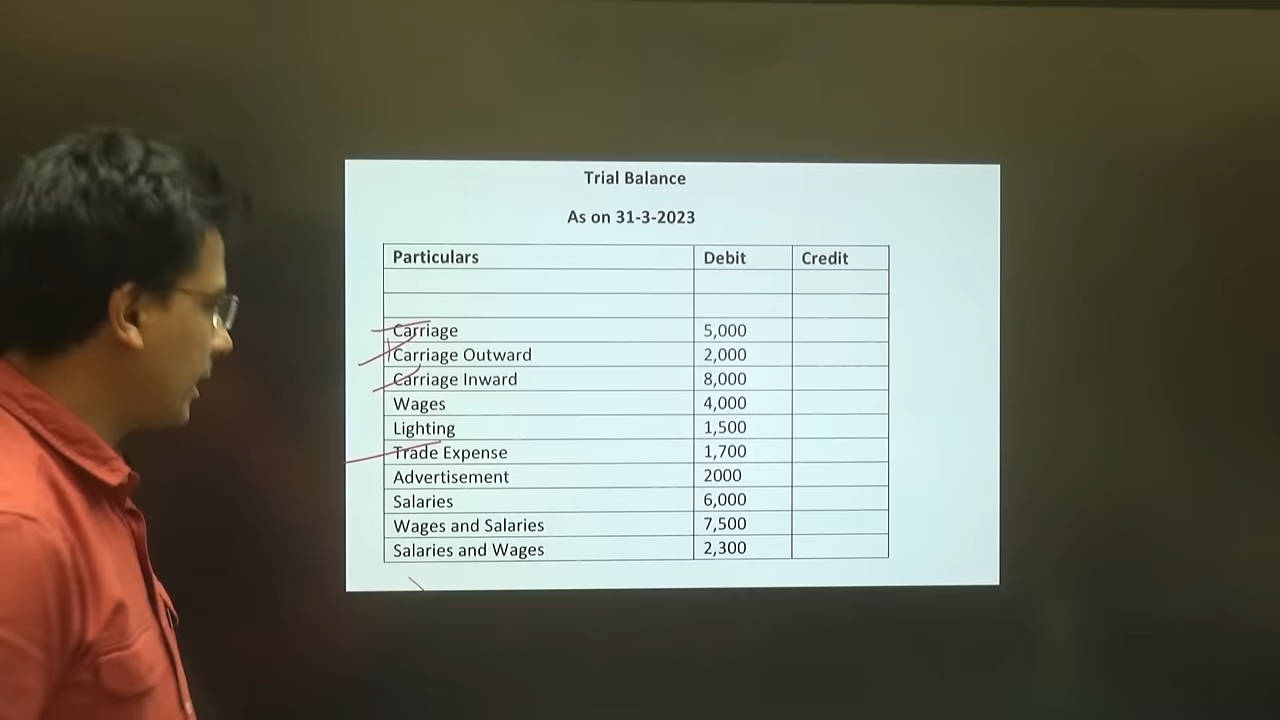 Trial Balance
As on 31-3-2023
Particulars Debit Credit
Carriage 5,000
Carriage Outward 2,000
Carriage Inward 8,000
Wages 4,000
Lighting 1,500
Trade Expense 1,700
Advertisement 2000
Salaries 6,000
Wages and Salaries 7,500
Salaries and Wages 2,300